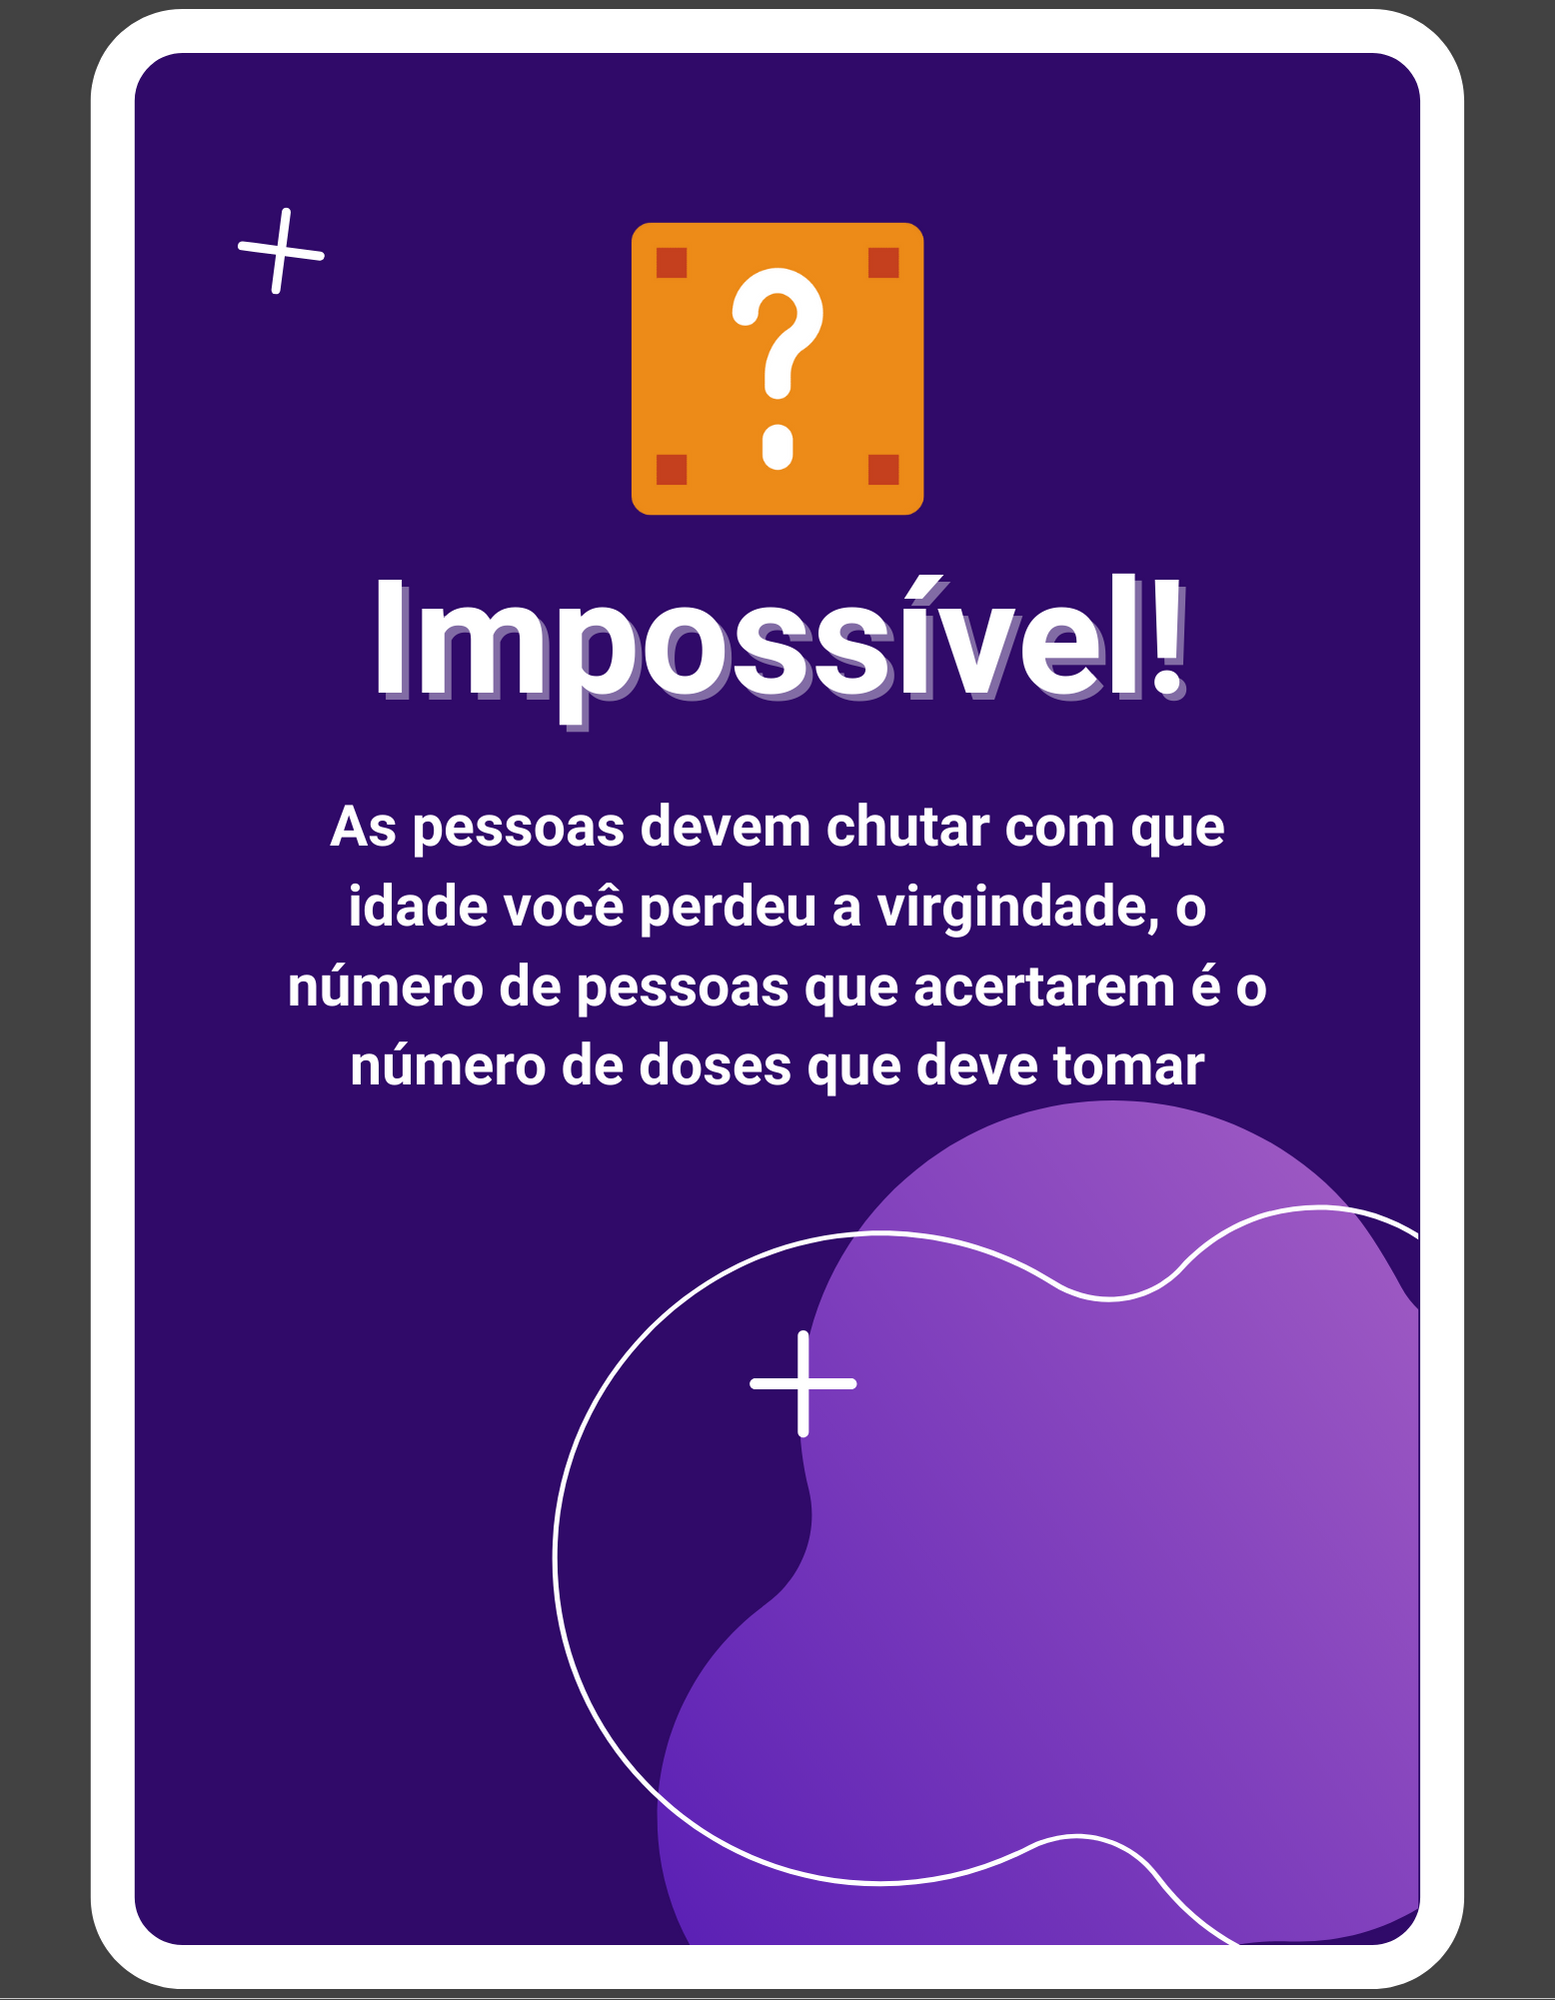 ?
Impossível!
As pessoas devem chutar com que
idade você perdeu a virgindade, o
número de pessoas que acertarem é o
número de doses que deve tomar